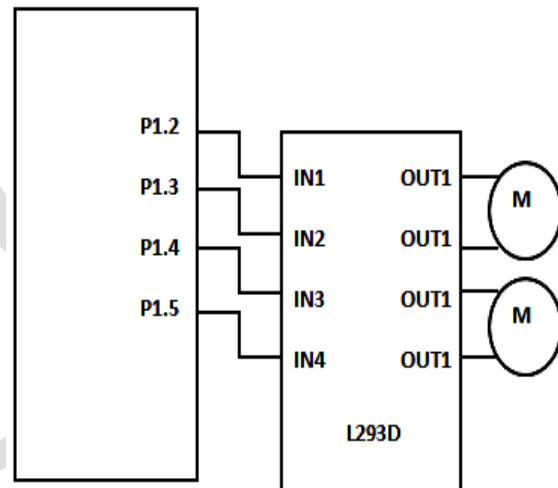 P1.2
P1.3
P1.4
P1.5
IN1 OUT1
IN2 OUT1
IN3 OUT1
IN4 OUT1
L293D
M
M